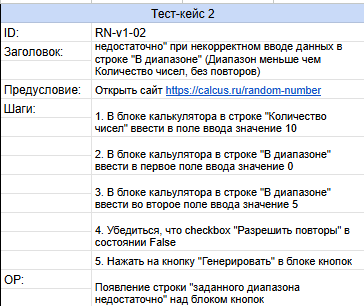 Тест-кейс 2
ID: RN-v1-02
Заголовок: недостаточно" при некорректном вводе данных в
строке "В диапазоне" (Диапазон меньше чем
Количество чисел, без повторов)
Предусловие: Открыть сайт https://calcus.ru/random-number
Шаги:
1. В блоке калькулятора в строке "Количество
чисел" ввести в поле ввода значение 10
2. В блоке кальулятора в строке "В диапазоне"
ввести в первое поле ввода значение 0
3. В блоке кальулятора в строке "В диапазоне"
ввести во второе поле ввода значение 5
4. Убедиться, что checkbox "Разрешить повторы" в
состоянии False
5. Нажать на кнопку "Генерировать" в блоке кнопок
ОР:
Появление строки "заданного диапазона
недостаточно" над блоком кнопок